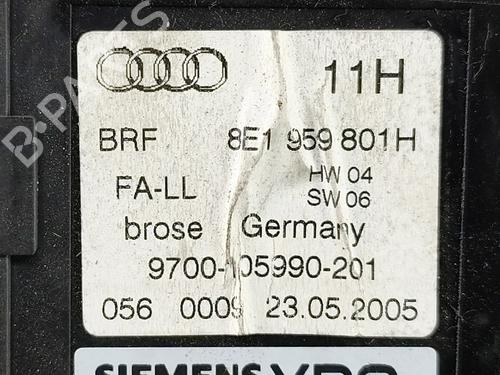 11H
BRF 8E1 959 801H
FA-LL HW 04
SW 06
brose Germany
9700-105990-201
056 0009 23.05.2005
SIEMENS VDO
B-PARTS